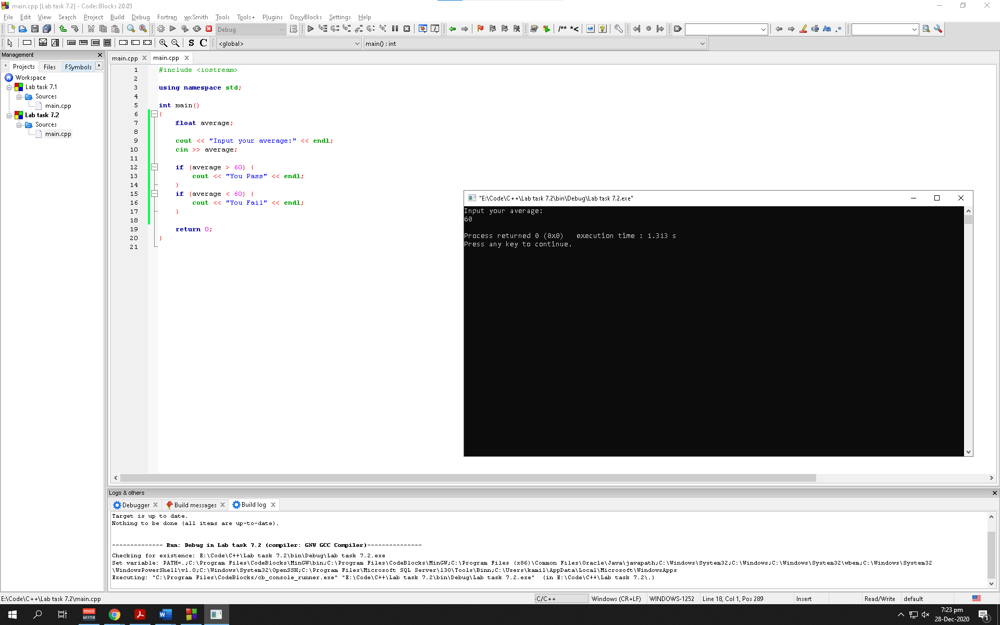 main.cpp [Lab task 7.2] - Code::Blocks 20.03
File Edit View Search Project Build Debug Fortran wxSmith Tools Tools+ Plugins DoxyBlocks Settings Help
Debug
/** *<
S C <global> main() : int
Management
Projects Files FSymbols
Workspace
Lab task 7.1
Sources
main.cpp
Lab task 7.2
Sources
main.cpp
main.cpp main.cpp
1 #include <iostream>
2
3 using namespace std;
4
5 int main()
6 {
7 float average;
8
9 cout << "Input your average:" << endl;
10 cin >> average;
11
12 if (average > 60) {
13 cout << "You Pass" << endl;
14 }
15 if (average < 60) {
16 cout << "You Fail" << endl;
17 }
18
19 return 0;
20 }
21
"E:\Code\C++\Lab task 7.2\bin\Debug\Lab task 7.2.exe"
Input your average:
60
Process returned 0 (0x0) execution time : 1.313 s
Press any key to continue.
Logs & others
Debugger Build messages Build log
Target is up to date.
Nothing to be done (all items are up-to-date).
-------------- Run: Debug in Lab task 7.2 (compiler: GNU GCC Compiler)---------------
Checking for existence: E:\Code\C++\Lab task 7.2\bin\Debug\Lab task 7.2.exe
Set variable: PATH=.;C:\Program Files\CodeBlocks\MinGW\bin;C:\Program Files\CodeBlocks\MinGW;C:\Program Files (x86)\Common Files\Oracle\Java\javapath;C:\Windows\System32;C:\Windows;C:\Windows\System32\wbem;C:\Windows\System32
\WindowsPowerShell\v1.0;C:\Windows\System32\OpenSSH;C:\Program Files\Microsoft SQL Server\130\Tools\Binn;C:\Users\kamil\AppData\Local\Microsoft\WindowsApps
Executing: "C:\Program Files\CodeBlocks/cb_console_runner.exe" "E:\Code\C++\Lab task 7.2\bin\Debug\Lab task 7.2.exe" (in E:\Code\C++\Lab task 7.2\.)
E:\Code\C++\Lab task 7.2\main.cpp C/C++ Windows (CR+LF) WINDOWS-1252 Line 18, Col 1, Pos 289 Insert Read/Write default
VOICE
MEETER
7:23 pm
28-Dec-2020
1